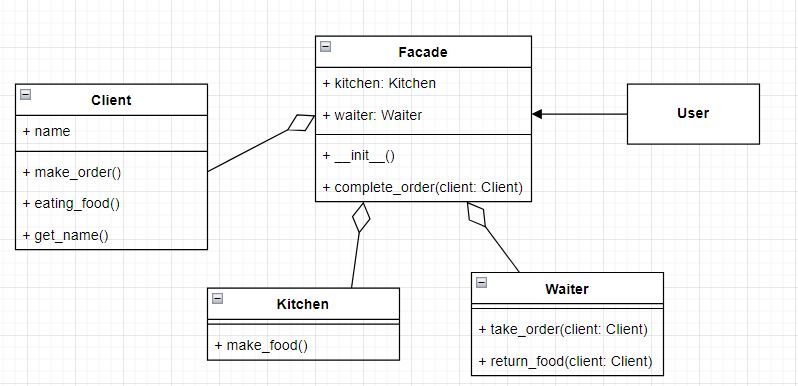 Facade
+ kitchen: Kitchen
+ waiter: Waiter
+ __init__()
+ complete_order(client: Client)
Client
+ name
+ make_order()
+ eating_food()
+ get_name()
User
Kitchen
+ make_food()
Waiter
+ take_order(client: Client)
+ return_food(client: Client)